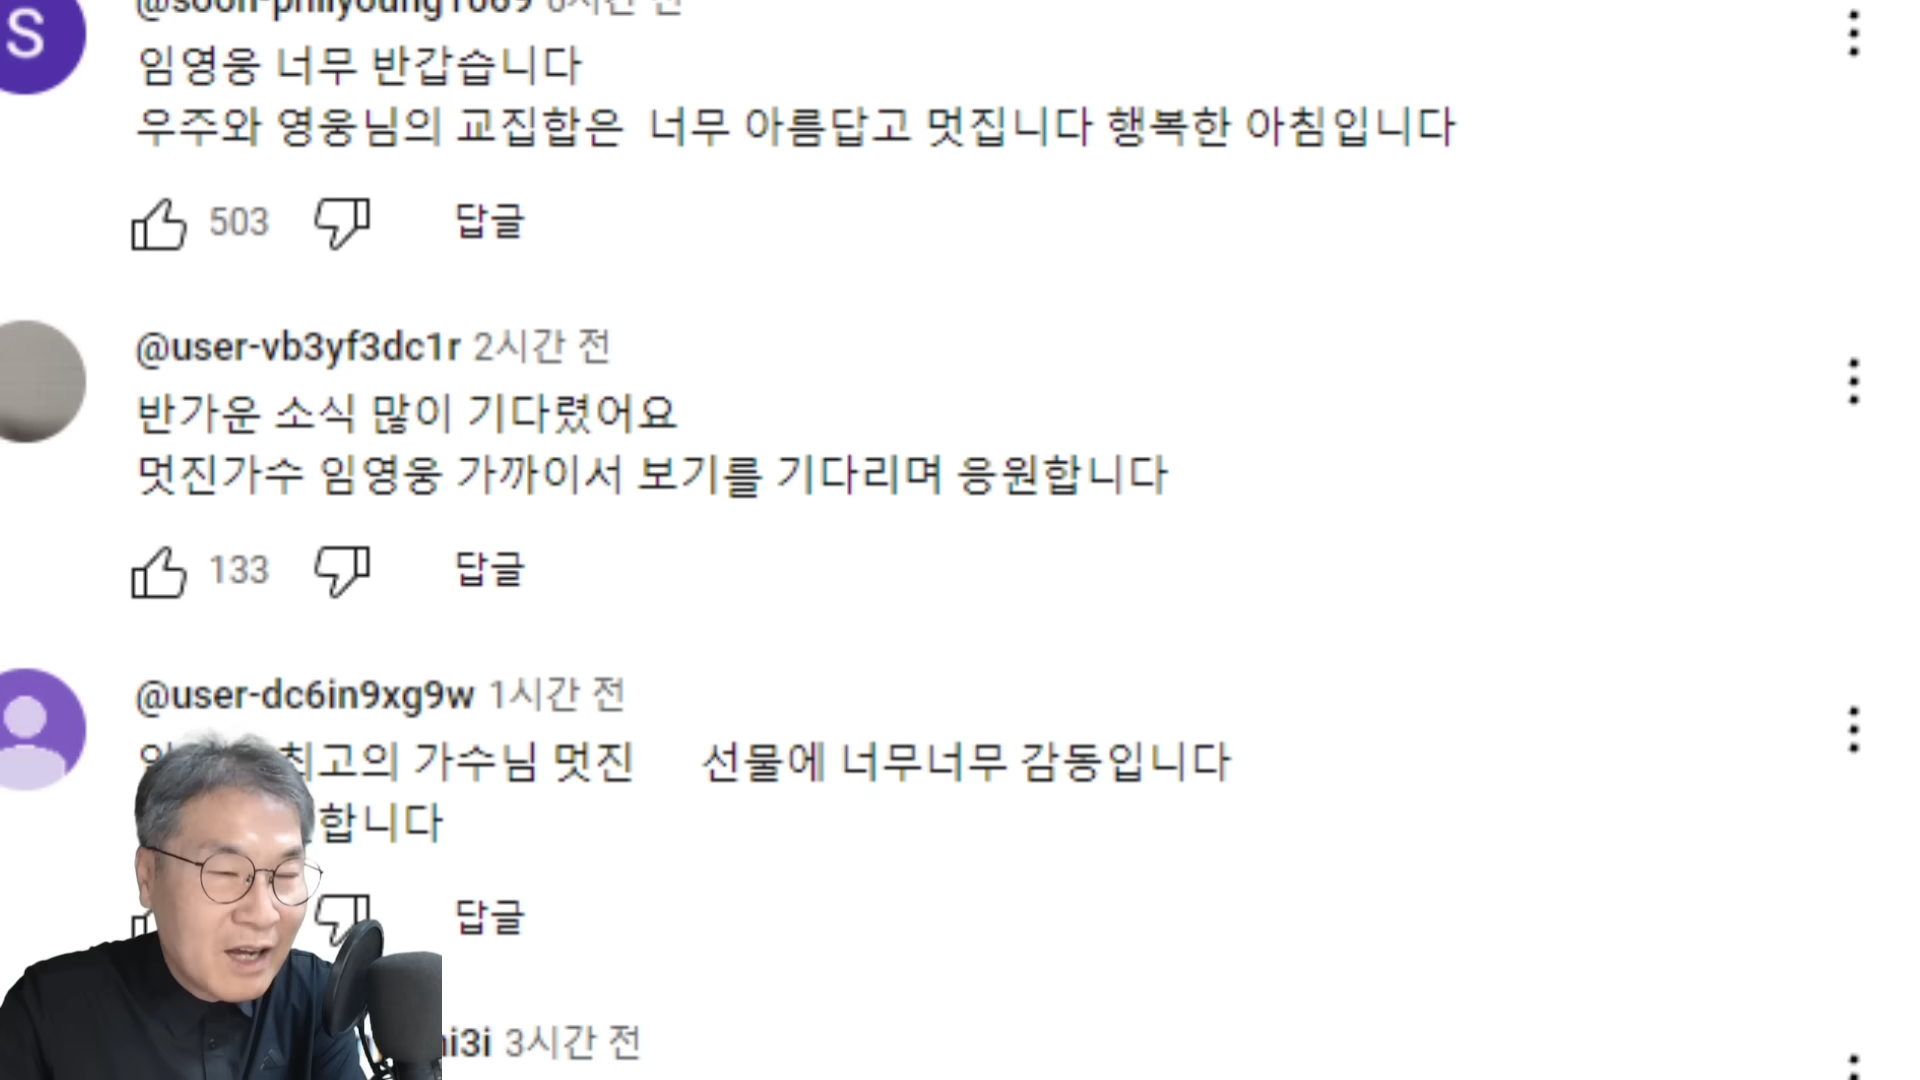 S
임영웅 너무 반갑습니다
우주와 영웅님의 교집합은 너무 아름답고 멋집니다 행복한 아침입니다
503 답글
@user-vb3yf3dc1r 2시간 전
반가운 소식 많이 기다렸어요
멋진가수 임영웅 가까이서 보기를 기다리며 응원합니다
133 답글
@user-dc6in9xg9w 1시간 전
최고의 가수님 멋진 선물에 너무너무 감동입니다
합니다
답글
3시간 전